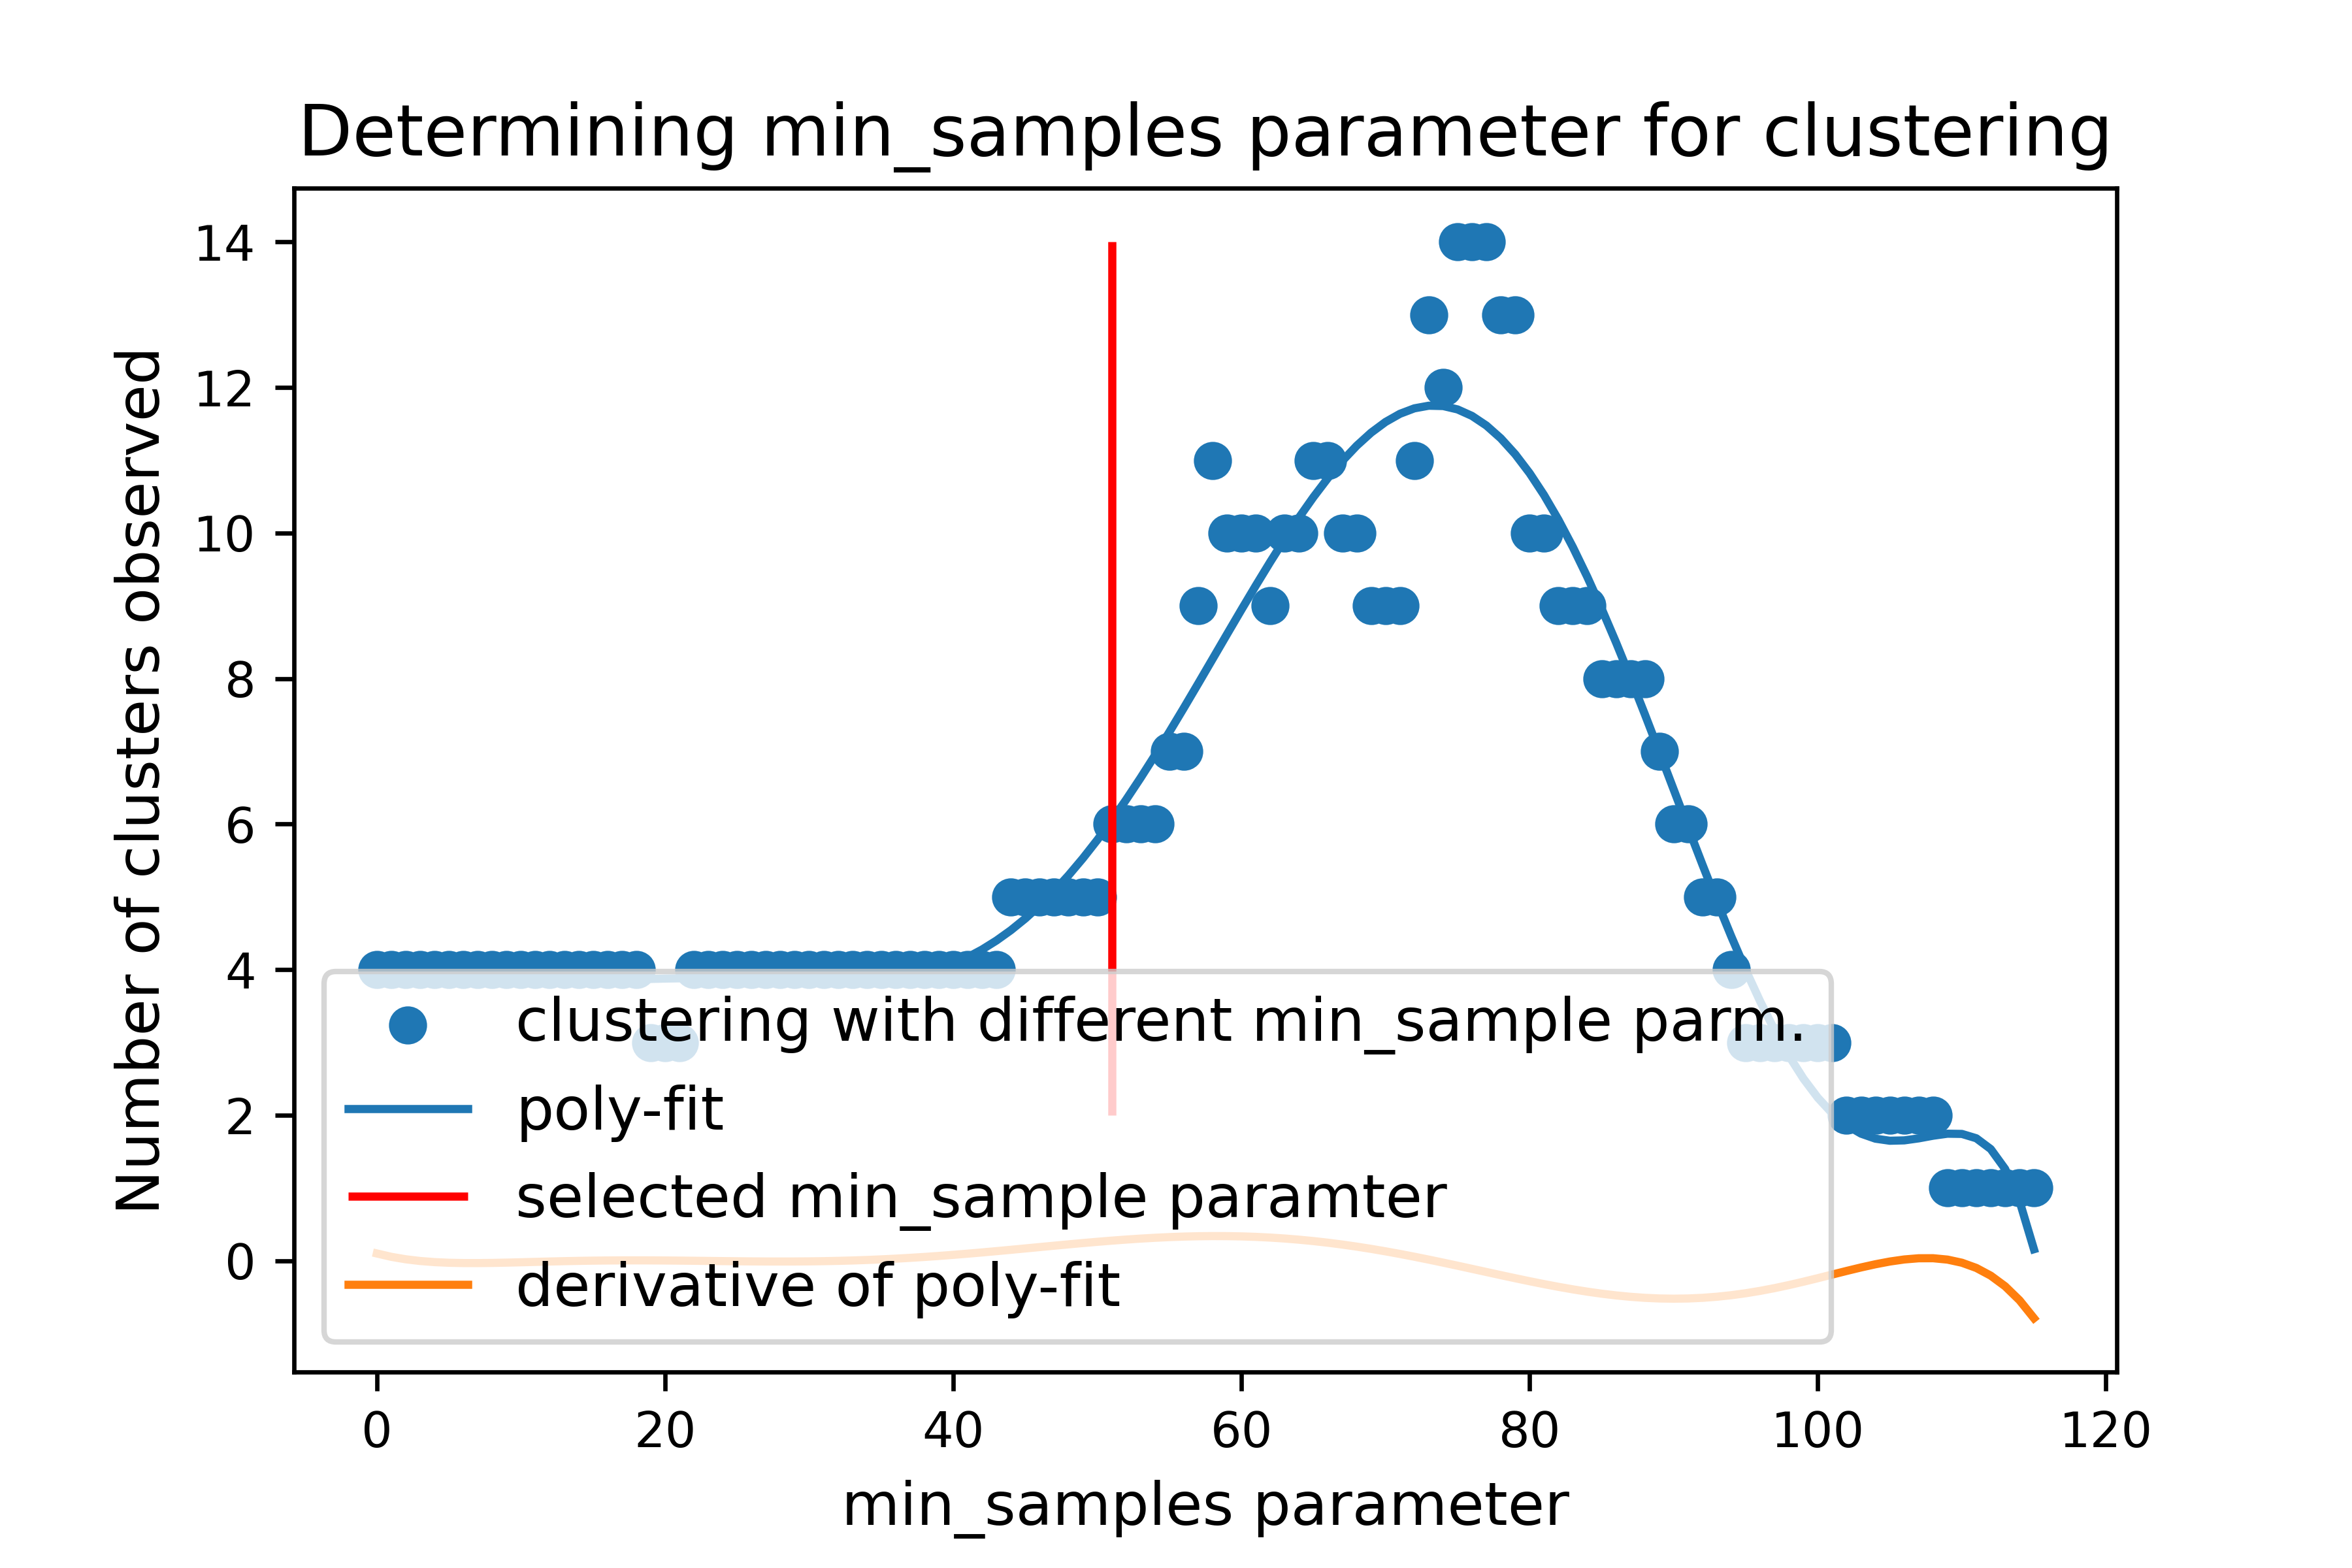 Determining min_samples parameter for clustering
Number of clusters observed
14
12
10
8
6
4
2
0
clustering with different min_sample parm.
poly-fit
selected min_sample paramter
derivative of poly-fit
0 20 40 60 80 100 120
min_samples parameter